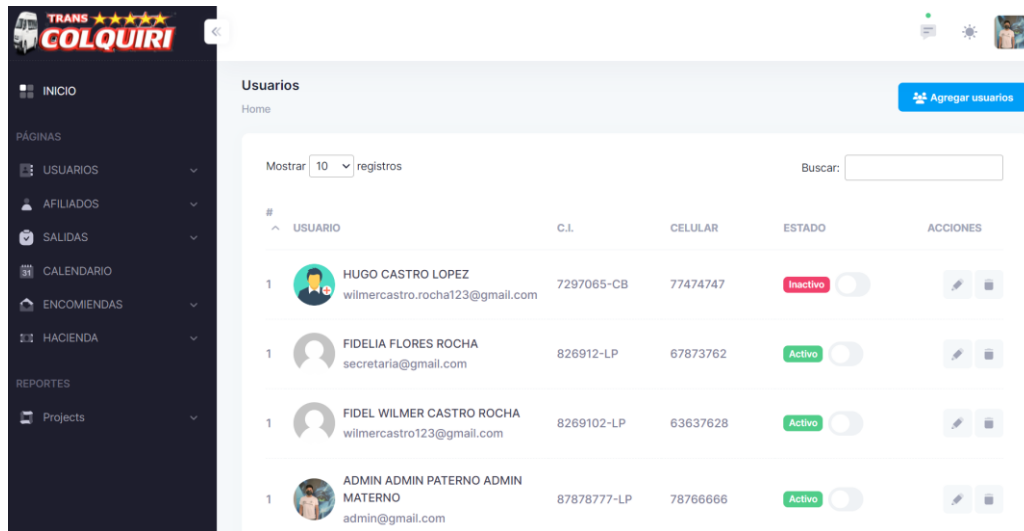 TRANS
COLQUIRI
INICIO
PÁGINAS
USUARIOS
AFILIADOS
SALIDAS
31 CALENDARIO
ENCOMIENDAS
HACIENDA
REPORTES
Projects
Usuarios
Home
Agregar usuarios
Mostrar 10 registros
Buscar:
# USUARIO C.I. CELULAR ESTADO ACCIONES
1 HUGO CASTRO LOPEZ
wilmercastro.rocha123@gmail.com 7297065-CB 77474747 Inactivo
1 FIDELIA FLORES ROCHA
secretaria@gmail.com 826912-LP 67873762 Activo
1 FIDEL WILMER CASTRO ROCHA
wilmercastro123@gmail.com 8269102-LP 63637628 Activo
1 ADMIN ADMIN PATERNO ADMIN
MATERNO 87878777-LP 78766666 Activo
admin@gmail.com